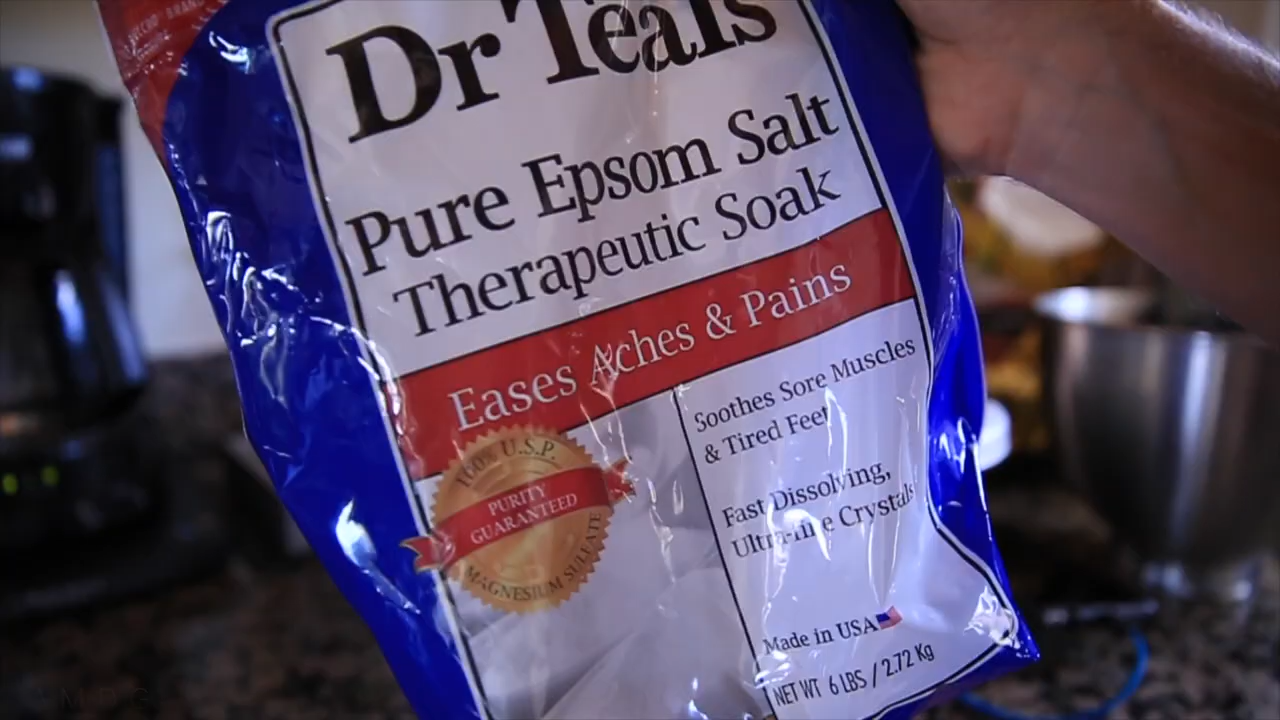 Dr Teals
Pure Epsom Salt
Therapeutic Soak
Eases Aches & Pains
100% U.S.P.
PURITY
GUARANTEED
MAGNESIUM SULFATE
Soothes Sore Muscles
& Tired Feet
Fast Dissolving,
Ultra-fine Crystals
Made in USA
NET WT 6 LBS / 2.72 Kg